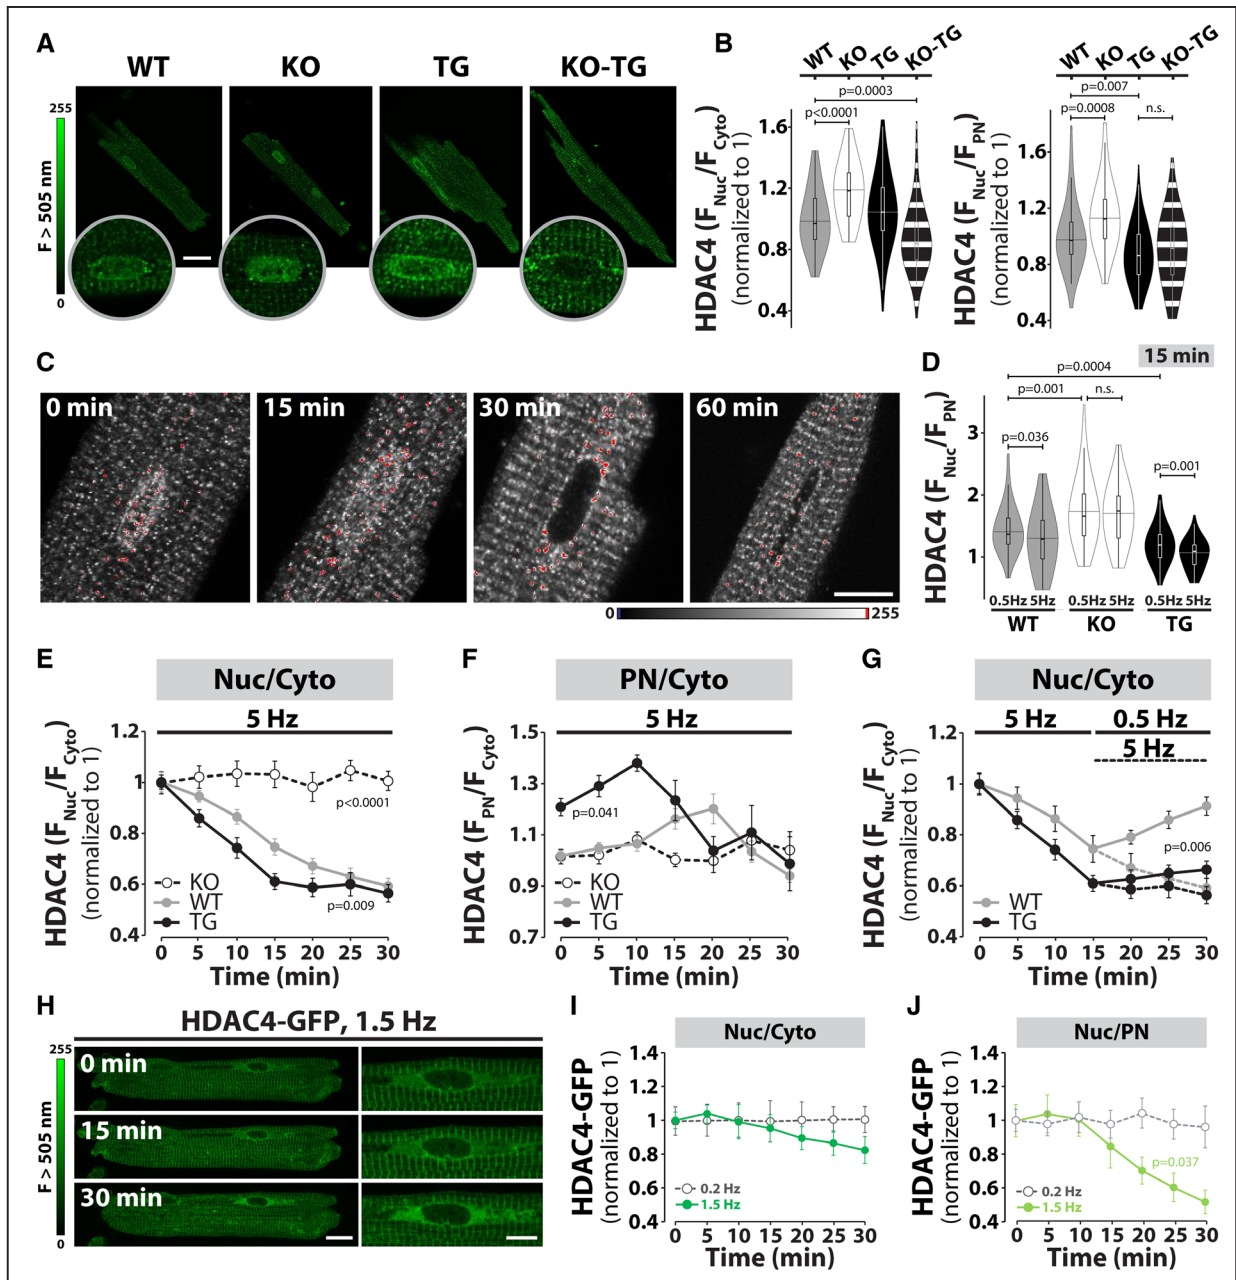 A
WT
KO
TG
KO-TG
255
F > 505 nm
0
B
WT
KO
TG
KO-TG
p=0.0003
p<0.0001
HDAC4 (FNuc/FCyto)
(normalized to 1)
1.6
1.2
0.8
0.4
WT
KO
TG
KO-TG
p=0.007
p=0.0008
n.s.
HDAC4 (FNuc/FPN)
(normalized to 1)
1.6
1.2
0.8
0.4
C
0 min
15 min
30 min
60 min
0
255
D
15 min
p=0.0004
p=0.001
n.s.
p=0.036
p=0.001
HDAC4 (FNuc/FPN)
3
2
1
0.5Hz 5Hz
0.5Hz 5Hz
0.5Hz 5Hz
WT
KO
TG
E
Nuc/Cyto
5 Hz
HDAC4 (FNuc/FCyto)
(normalized to 1)
1.2
1
0.8
0.6
0.4
p<0.0001
p=0.009
KO
WT
TG
0 5 10 15 20 25 30
Time (min)
F
PN/Cyto
5 Hz
HDAC4 (FPN/FCyto)
(normalized to 1)
1.5
1.3
1.1
0.9
0.7
p=0.041
KO
WT
TG
0 5 10 15 20 25 30
Time (min)
G
Nuc/Cyto
5 Hz
0.5 Hz
5 Hz
HDAC4 (FNuc/FCyto)
(normalized to 1)
1.2
1
0.8
0.6
0.4
p=0.006
WT
TG
0 5 10 15 20 25 30
Time (min)
H
HDAC4-GFP, 1.5 Hz
255
F > 505 nm
0
0 min
15 min
30 min
I
Nuc/Cyto
HDAC4-GFP
(normalized to 1)
1.4
1.2
1
0.8
0.6
0.4
0.2 Hz
1.5 Hz
0 5 10 15 20 25 30
Time (min)
J
Nuc/PN
HDAC4-GFP
(normalized to 1)
1.4
1.2
1
0.8
0.6
0.4
p=0.037
0.2 Hz
1.5 Hz
0 5 10 15 20 25 30
Time (min)